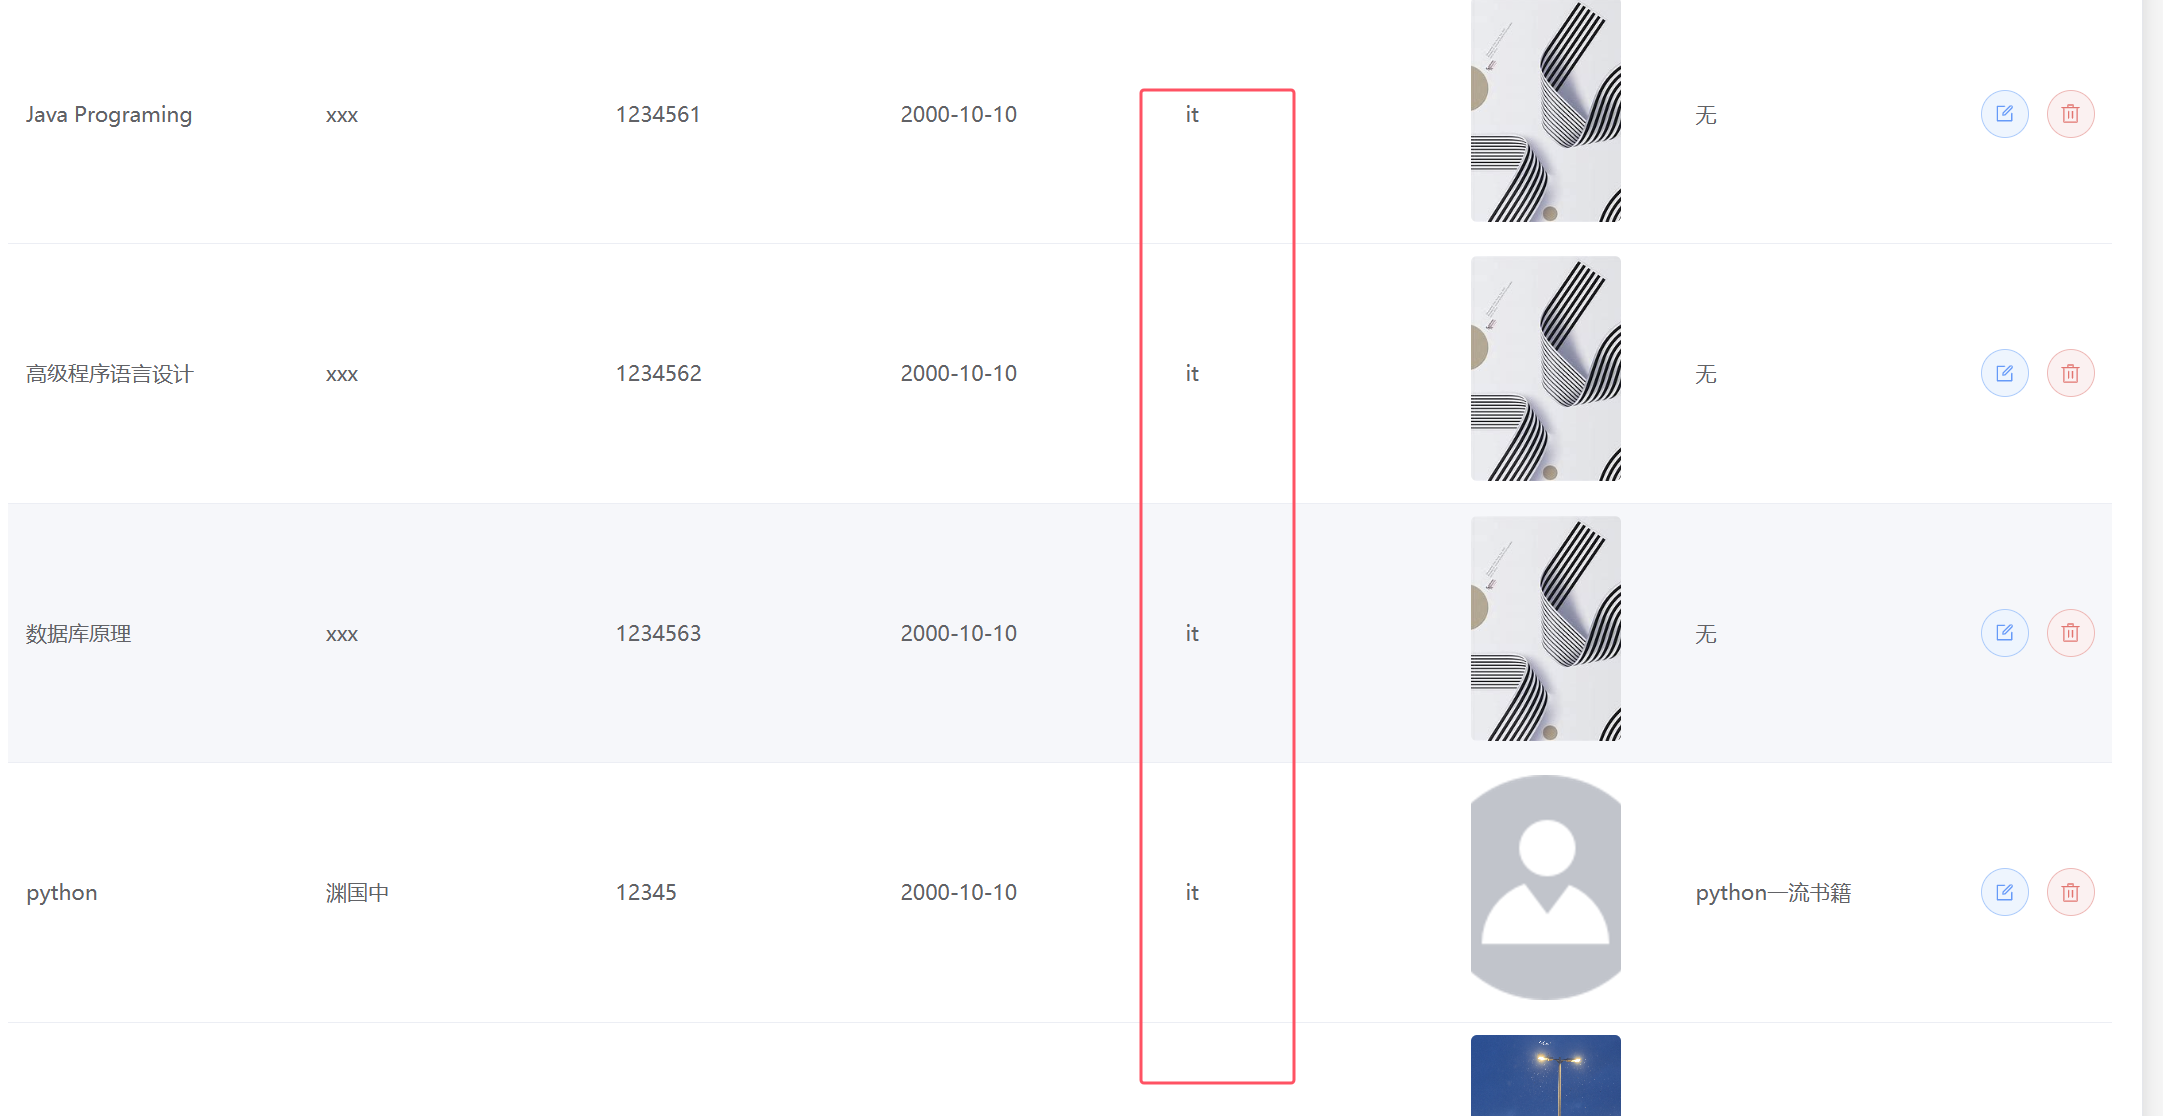 Java Programing xxx 1234561 2000-10-10 it 无
高级程序语言设计 xxx 1234562 2000-10-10 it 无
数据库原理 xxx 1234563 2000-10-10 it 无
python 渊国中 12345 2000-10-10 it python一流书籍